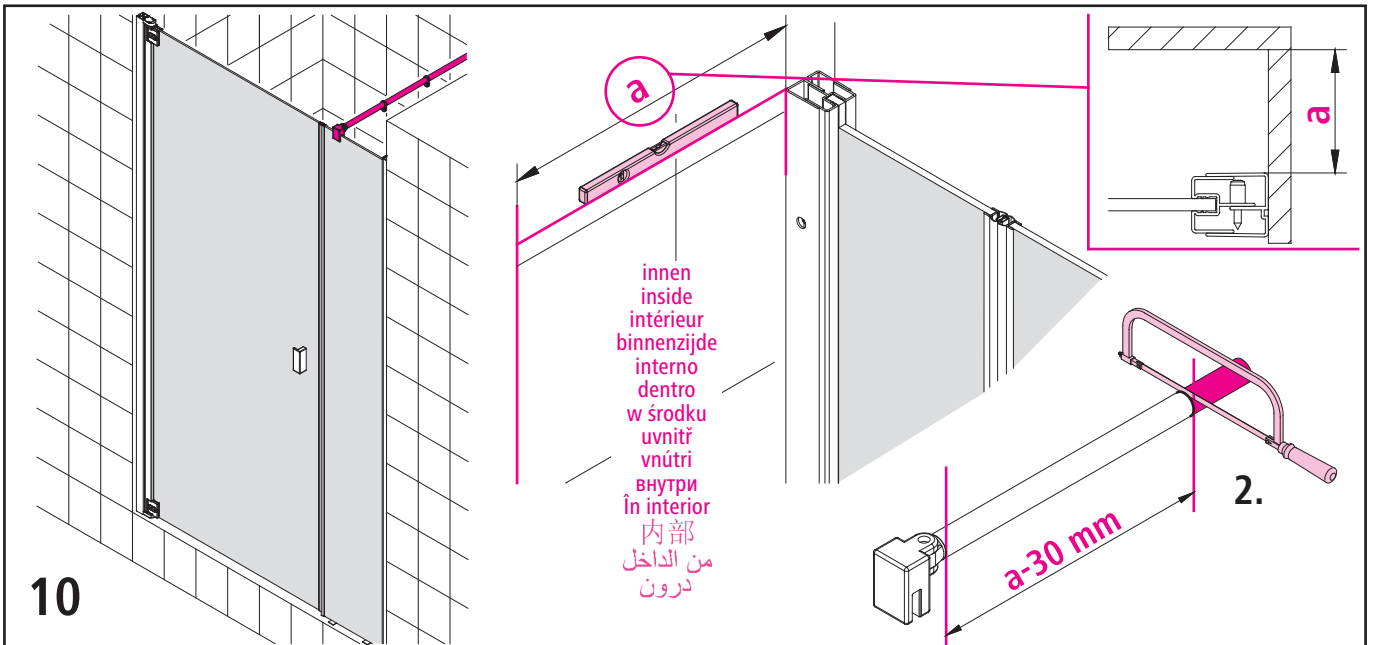 a
a
innen
inside
intérieur
binnenzijde
interno
dentro
w środku
uvnitř
vnútri
внутри
În interior
内部
من الداخل
درون
2.
a-30 mm
10